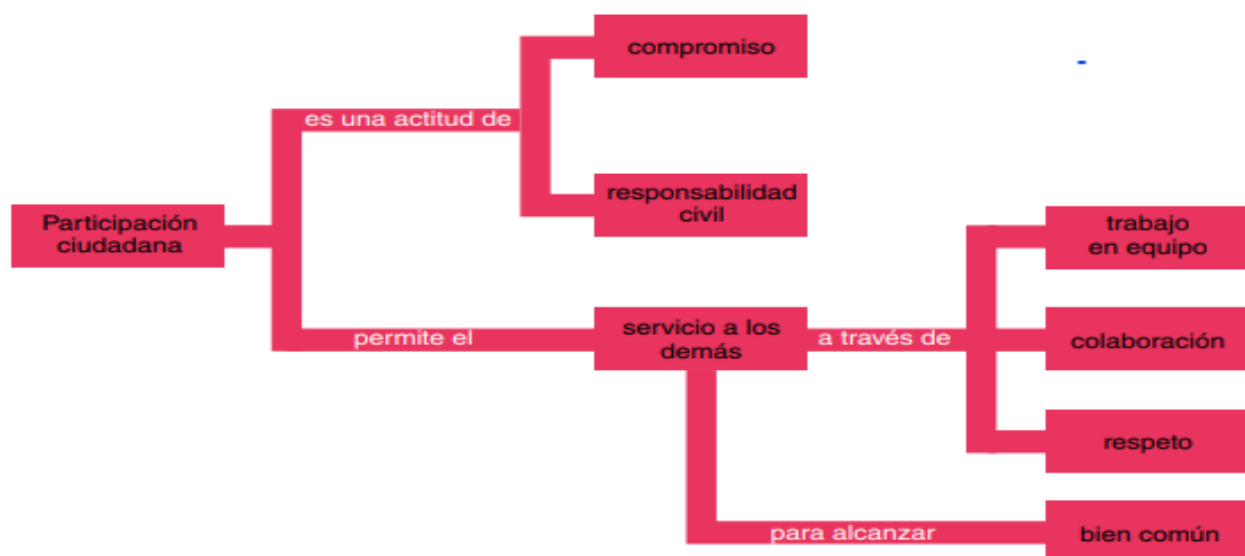 compromiso
es una actitud de
responsabilidad
civil
Participación
ciudadana
permite el
servicio a los
demás
a través de
trabajo
en equipo
colaboración
respeto
para alcanzar
bien común